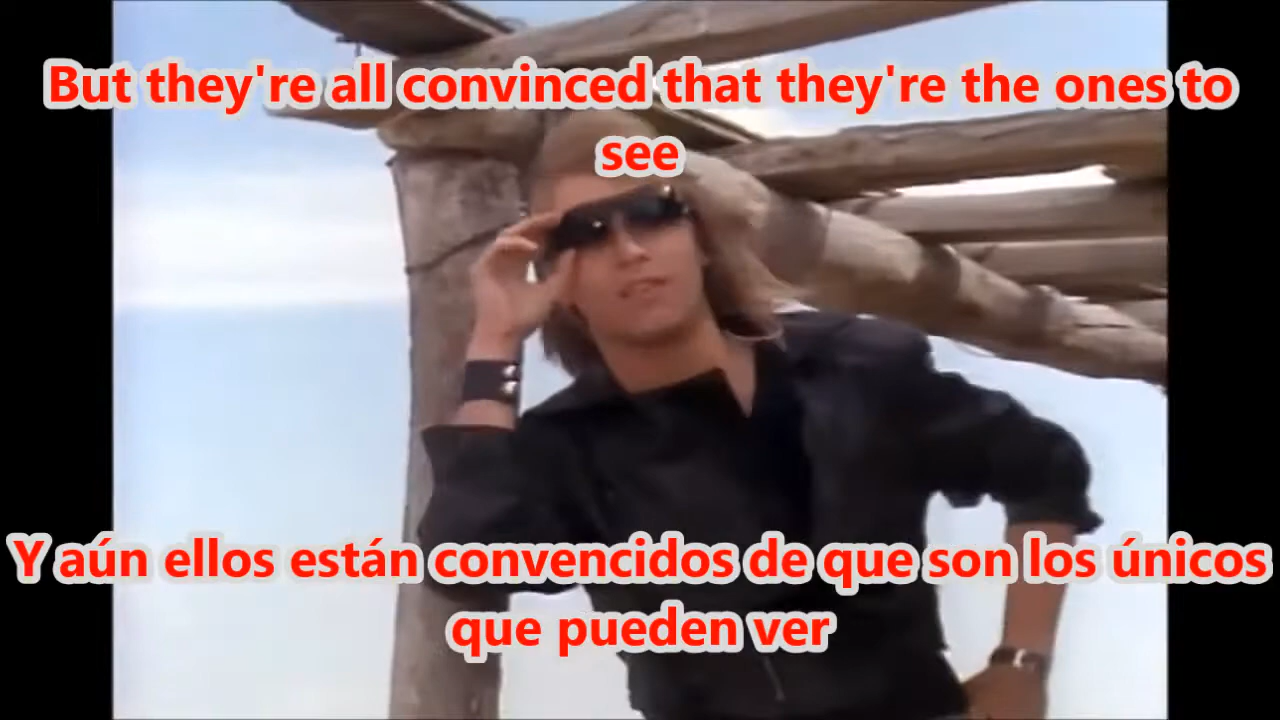 But they're all convinced that they're the ones to
see
Y aún ellos están convencidos de que son los únicos
que pueden ver